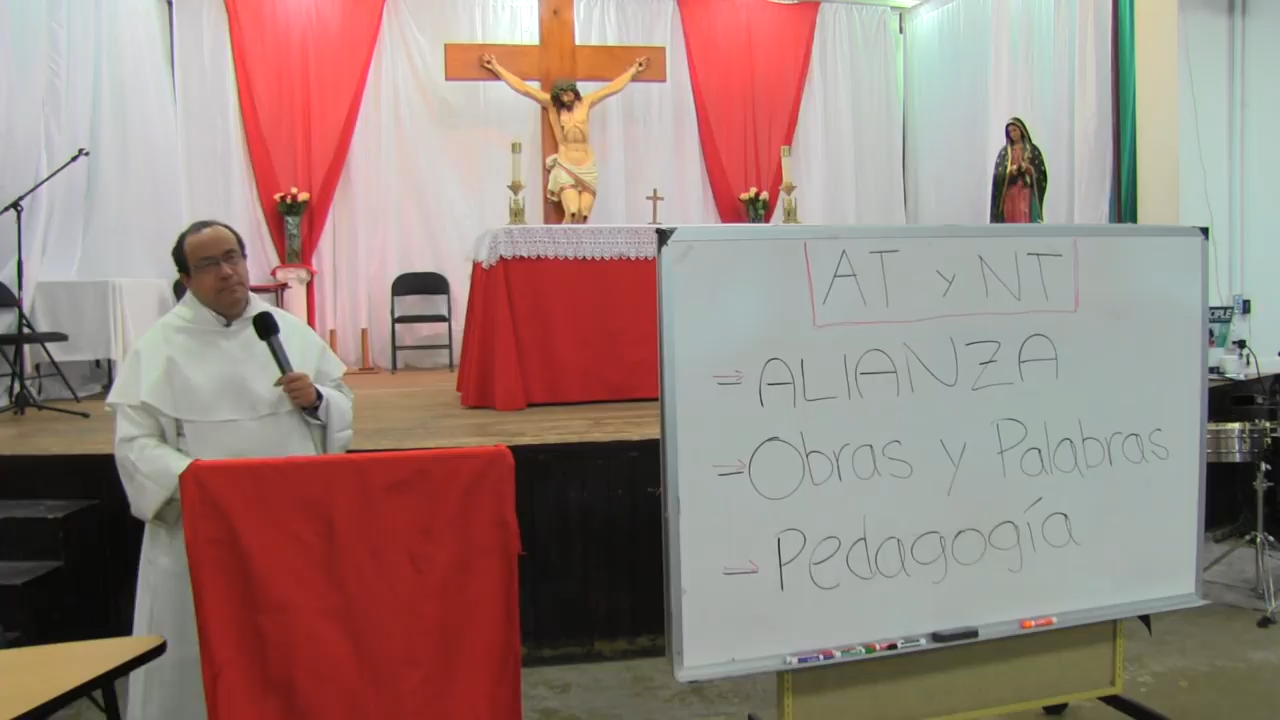 AT y NT
⇒ ALIANZA
⇒ Obras y Palabras
⇒ Pedagogía